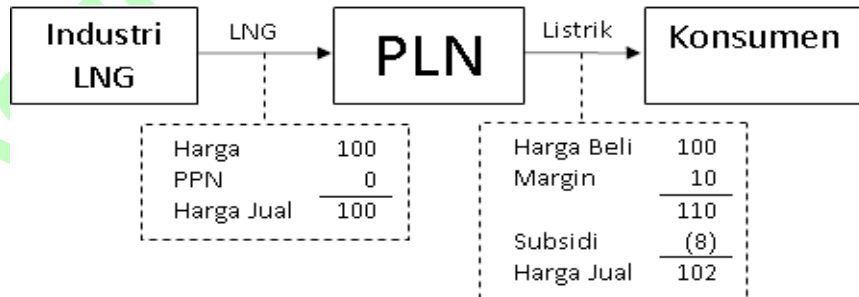 Industri
LNG
LNG
PLN
Listrik
Konsumen
Harga 100
PPN 0
Harga Jual 100
Harga Beli 100
Margin 10
110
Subsidi (8)
Harga Jual 102